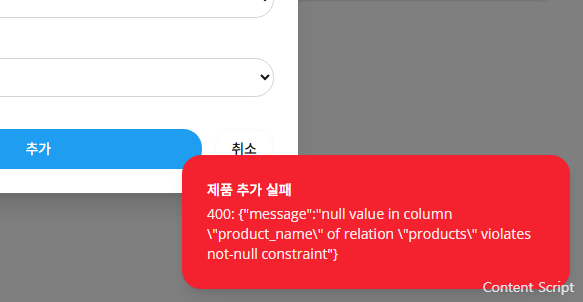 추가
취소
제품 추가 실패
400: {"message":"null value in column
\"product_name\" of relation \"products\" violates
not-null constraint"}
Content Script